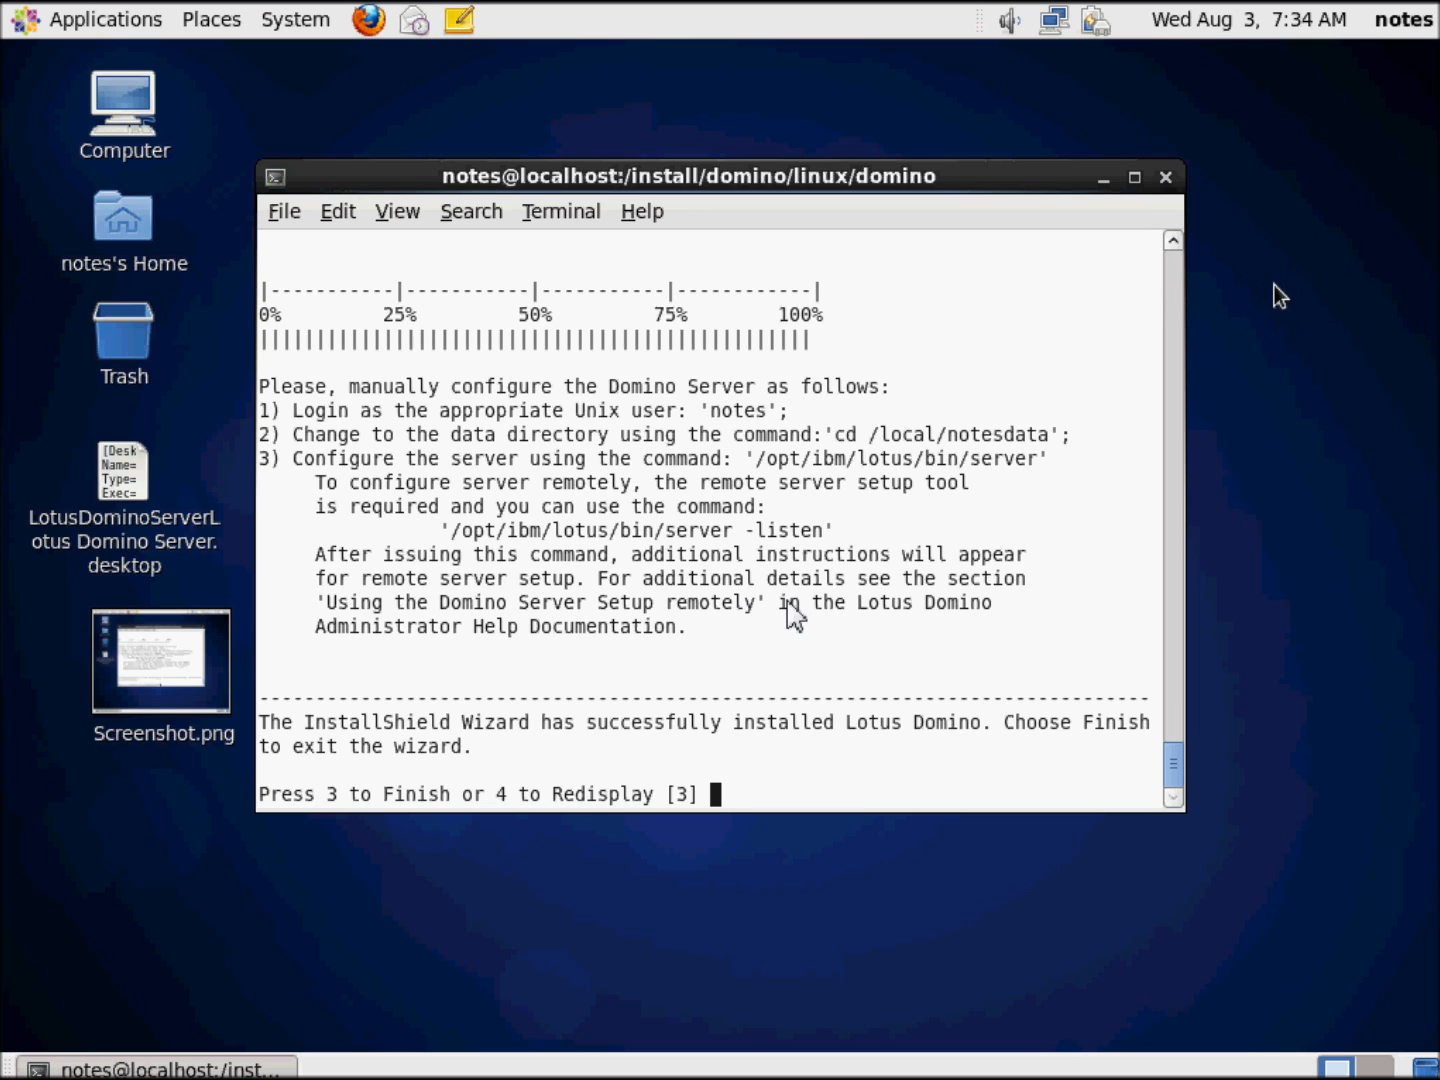 Applications Places System Wed Aug 3, 7:34 AM notes
Computer
notes's Home
Trash
[Desk
Name=
Type=
Exec=
LotusDominoServerL
otus Domino Server.
desktop
Screenshot.png
notes@localhost:/install/domino/linux/domino
File Edit View Search Terminal Help
|-----------|-----------|-----------|------------|
0% 25% 50% 75% 100%
|||||||||||||||||||||||||||||||||||||||||||||||||
Please, manually configure the Domino Server as follows:
1) Login as the appropriate Unix user: 'notes';
2) Change to the data directory using the command:'cd /local/notesdata';
3) Configure the server using the command: '/opt/ibm/lotus/bin/server'
To configure server remotely, the remote server setup tool
is required and you can use the command:
'/opt/ibm/lotus/bin/server -listen'
After issuing this command, additional instructions will appear
for remote server setup. For additional details see the section
'Using the Domino Server Setup remotely' in the Lotus Domino
Administrator Help Documentation.
-------------------------------------------------------------------------------
The InstallShield Wizard has successfully installed Lotus Domino. Choose Finish
to exit the wizard.
Press 3 to Finish or 4 to Redisplay [3]
notes@localhost:/inst...